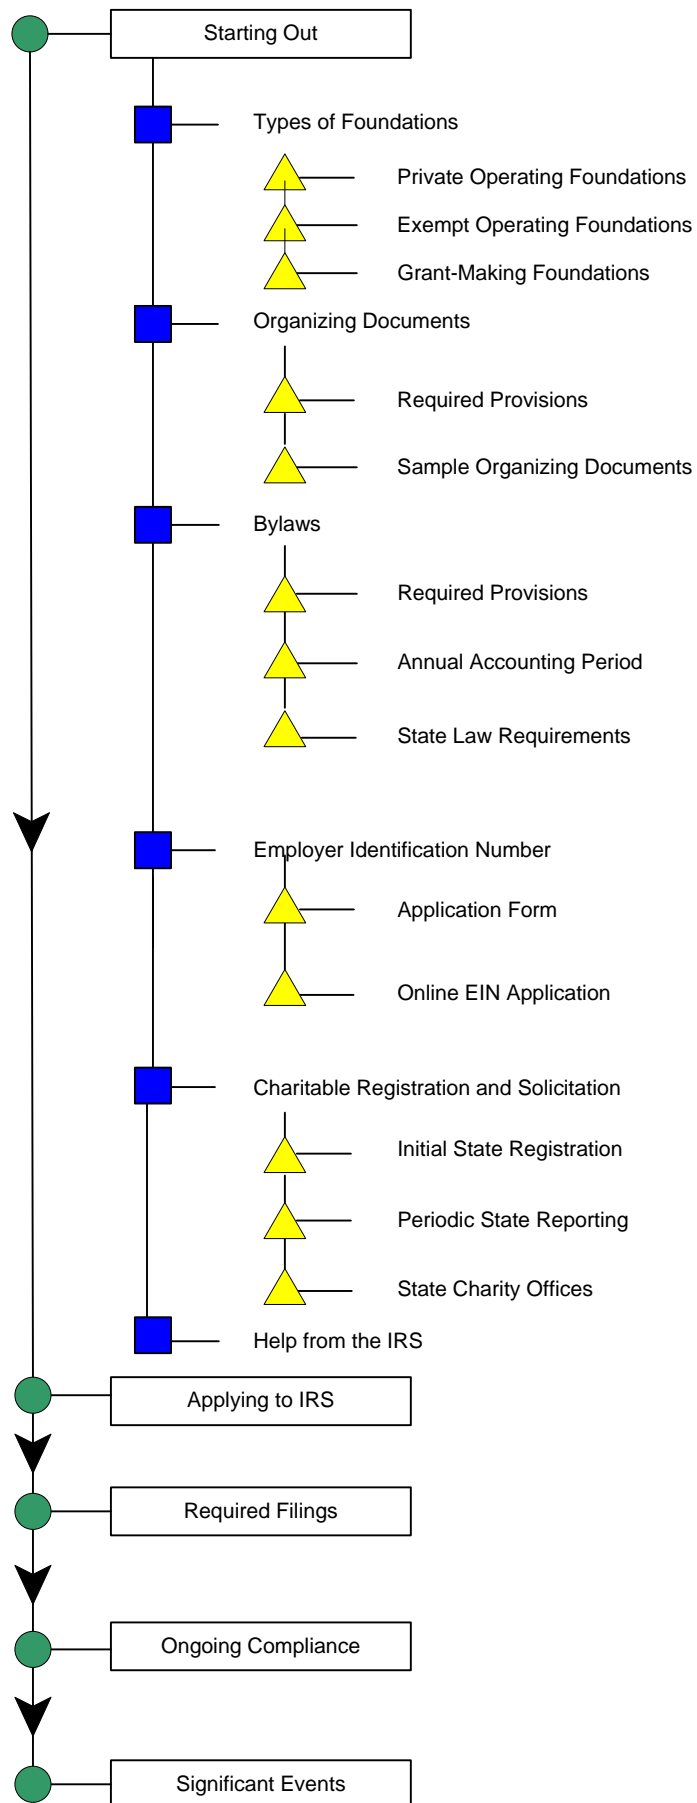 Starting Out
Types of Foundations
Private Operating Foundations
Exempt Operating Foundations
Grant-Making Foundations
Organizing Documents
Required Provisions
Sample Organizing Documents
Bylaws
Required Provisions
Annual Accounting Period
State Law Requirements
Employer Identification Number
Application Form
Online EIN Application
Charitable Registration and Solicitation
Initial State Registration
Periodic State Reporting
State Charity Offices
Help from the IRS
Applying to IRS
Required Filings
Ongoing Compliance
Significant Events